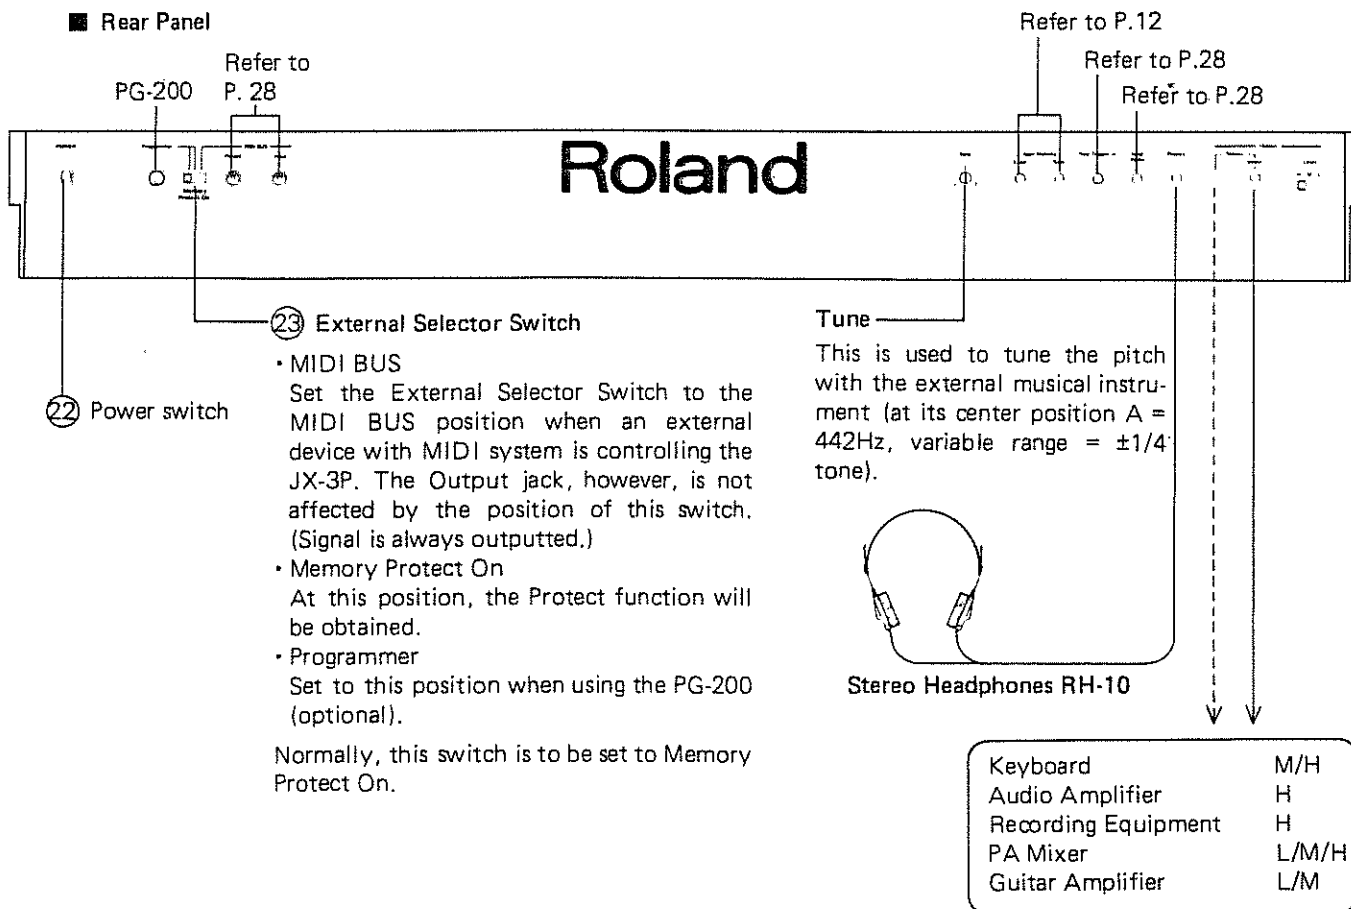 ■ Rear Panel
Refer to P.12
Refer to P. 28
PG-200
Refer to P.28
Refer to P.28
Roland
Memory
Protect On
㉒ Power switch
㉓ External Selector Switch
・MIDI BUS
Set the External Selector Switch to the
MIDI BUS position when an external
device with MIDI system is controlling the
JX-3P. The Output jack, however, is not
affected by the position of this switch.
(Signal is always outputted.)
・Memory Protect On
At this position, the Protect function will
be obtained.
・Programmer
Set to this position when using the PG-200
(optional).
Normally, this switch is to be set to Memory
Protect On.
Tune
This is used to tune the pitch
with the external musical instru-
ment (at its center position A =
442Hz, variable range = ±1/4
tone).
Stereo Headphones RH-10
Keyboard M/H
Audio Amplifier H
Recording Equipment H
PA Mixer L/M/H
Guitar Amplifier L/M